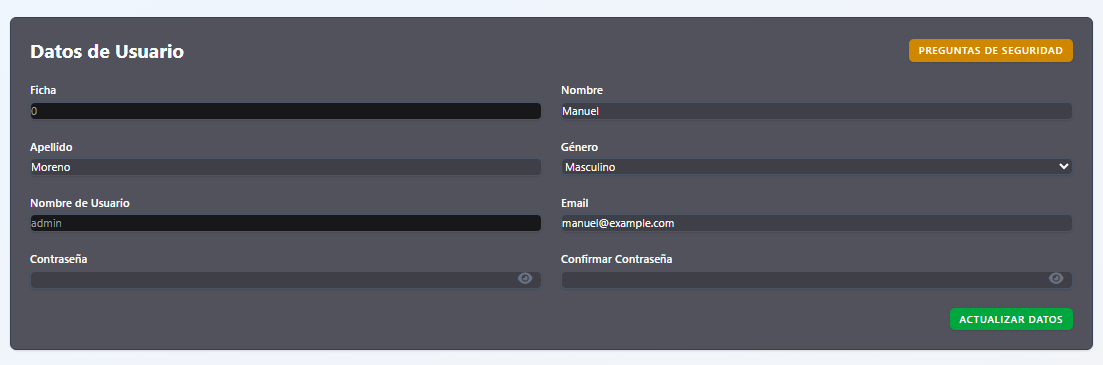 Datos de Usuario
PREGUNTAS DE SEGURIDAD
Ficha
Nombre
0
Manuel
Apellido
Género
Moreno
Masculino
Nombre de Usuario
Email
admin
manuel@example.com
Contraseña
Confirmar Contraseña
ACTUALIZAR DATOS